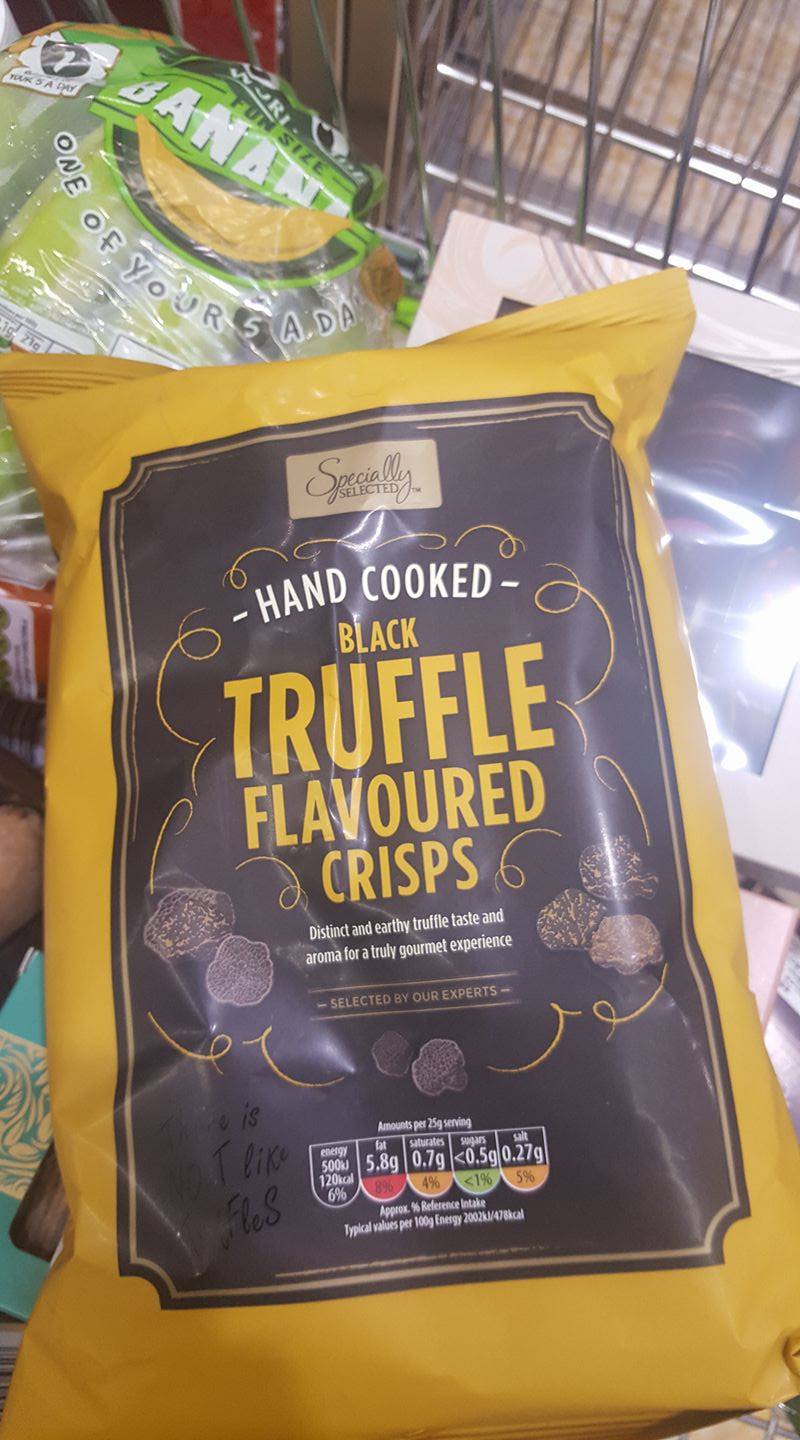 YOUR 5 A DAY
FUN SIZE
BANAN
ONE OF YOUR 5 A DA
Specially
SELECTED™
- HAND COOKED -
BLACK
TRUFFLE
FLAVOURED
CRISPS
Distinct and earthy truffle taste and
aroma for a truly gourmet experience
— SELECTED BY OUR EXPERTS —
is
T like
fles
Amounts per 25g serving
energy fat saturates sugars salt
500kJ 5.8g 0.7g <0.5g 0.27g
120kcal
6% 8% 4% <1% 5%
Approx. % Reference Intake
Typical values per 100g Energy 2002kJ/478kcal